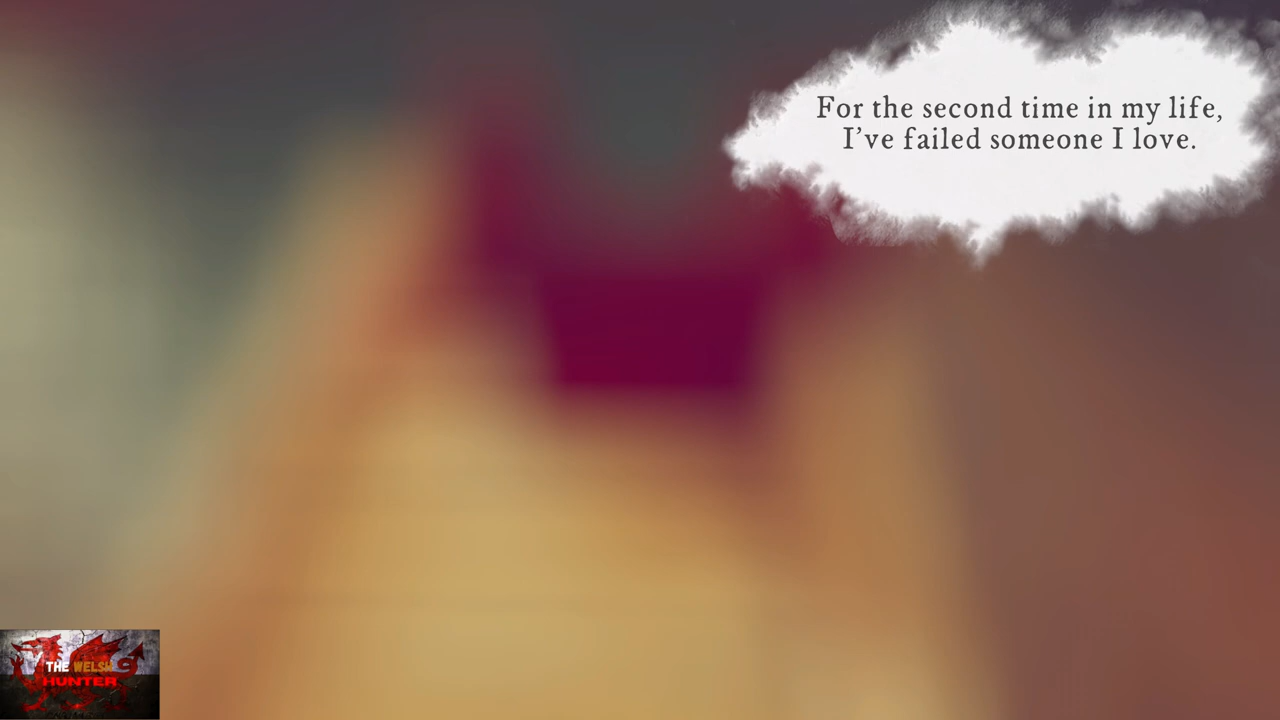 For the second time in my life,
I've failed someone I love.
THE WELSH
HUNTER